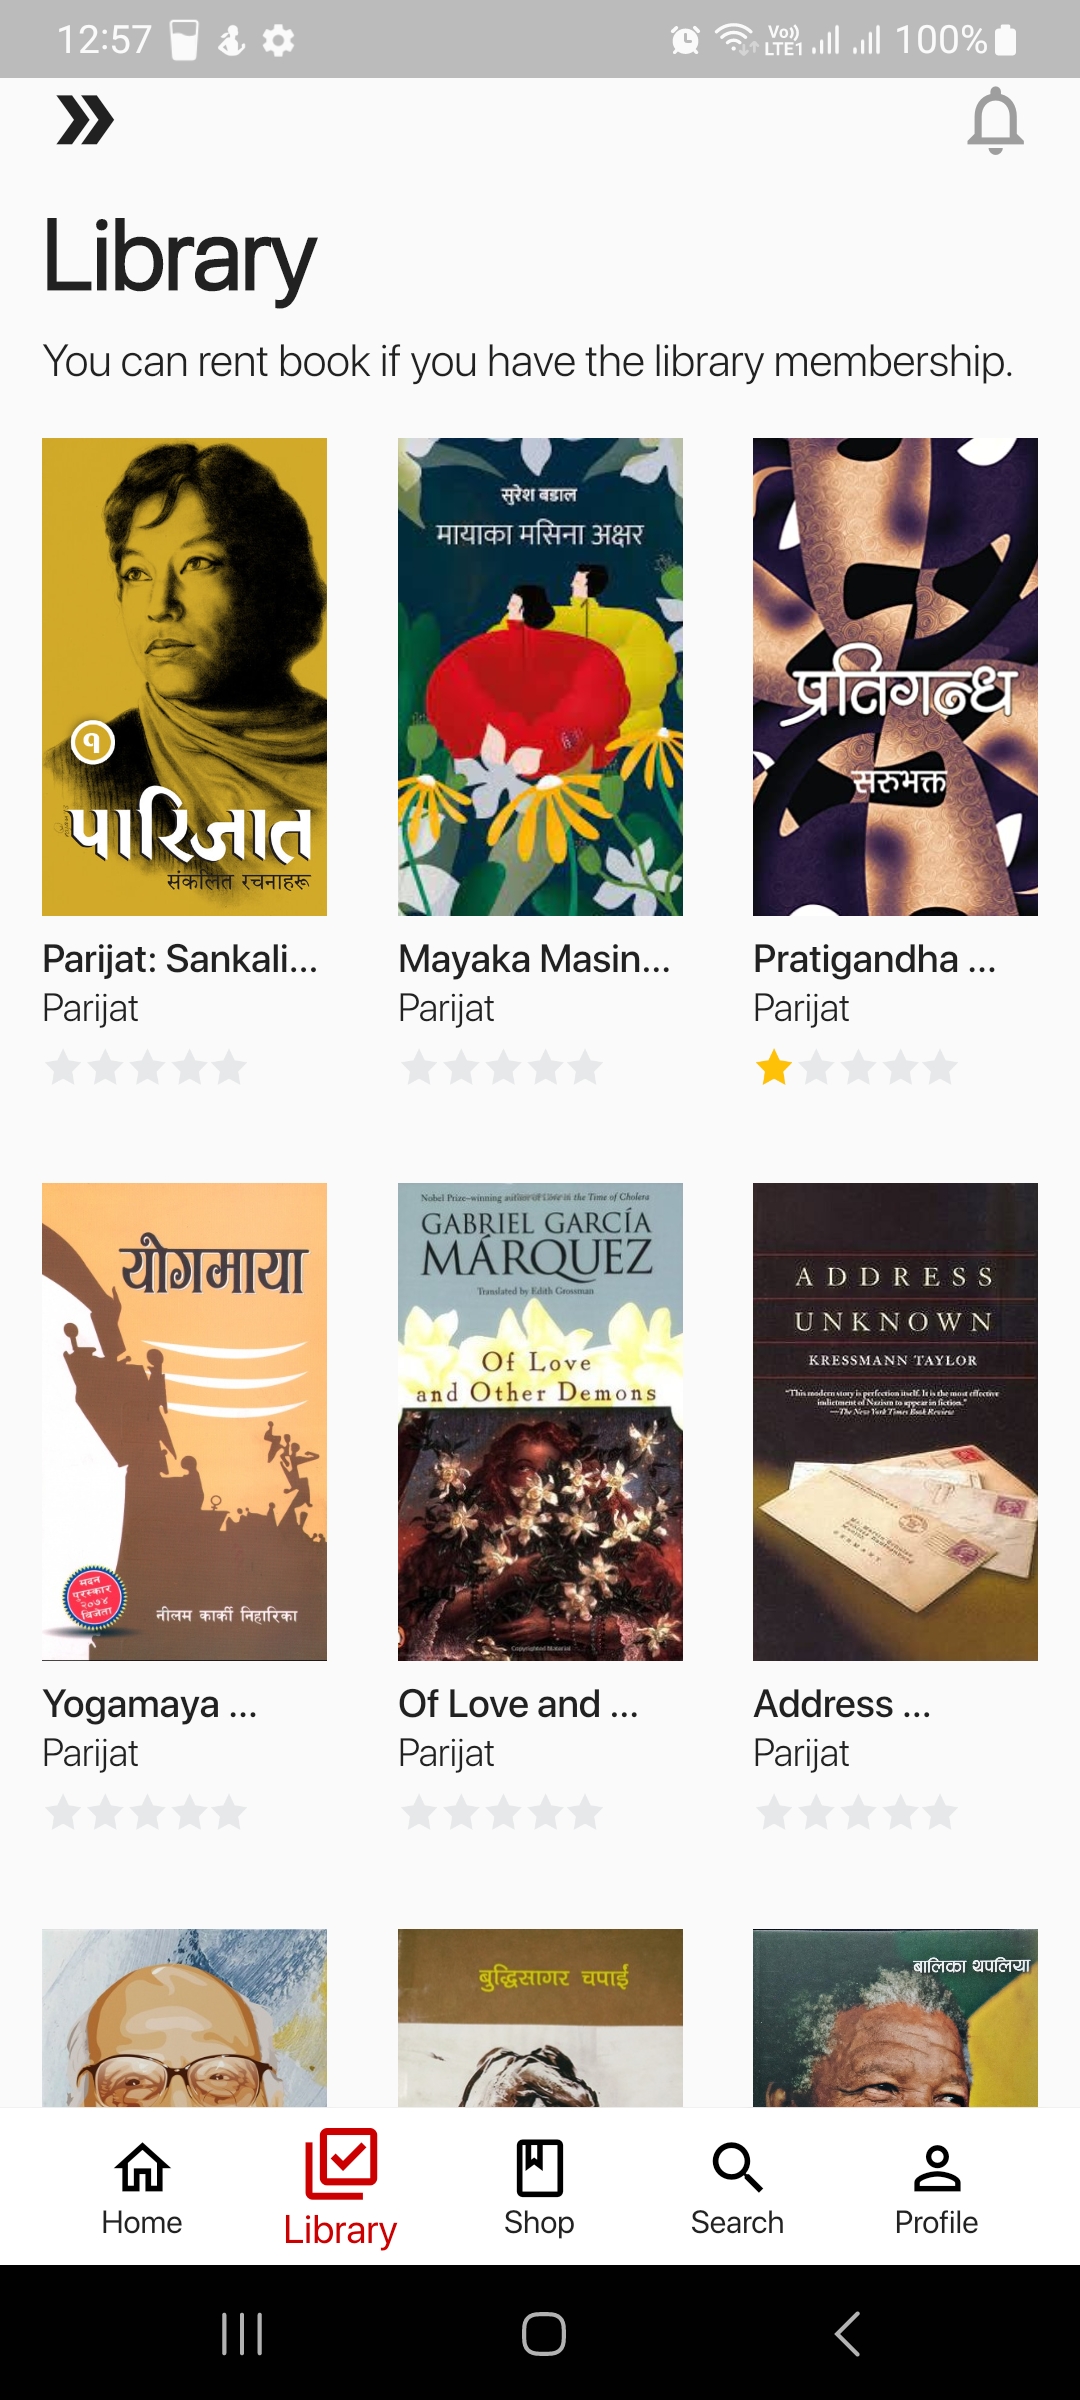 12:57
Vo))
LTE1
100%
Library
You can rent book if you have the library membership.
१
पारिजात
संकलित रचनाहरू
सुरेश बडाल
मायाका मसिना अक्षर
प्रतिगन्ध
सरुभक्त
Parijat: Sankali...
Parijat
Mayaka Masin...
Parijat
Pratigandha ...
Parijat
योगमाया
मदन
पुरस्कार
२०७४
विजेता
नीलम कार्की निहारिका
Nobel Prize-winning author of Love in the Time of Cholera
GABRIEL GARCÍA
MÁRQUEZ
Translated by Edith Grossman
Of Love
and Other Demons
Copyrighted Material
ADDRESS
UNKNOWN
KRESSMANN TAYLOR
"This modern story is perfection itself. It is the most effective
indictment of Nazism to appear in fiction."
—The New York Times Book Review
Yogamaya ...
Parijat
Of Love and ...
Parijat
Address ...
Parijat
बुद्धिसागर चपाईं
बालिका थपलिया
Home
Library
Shop
Search
Profile